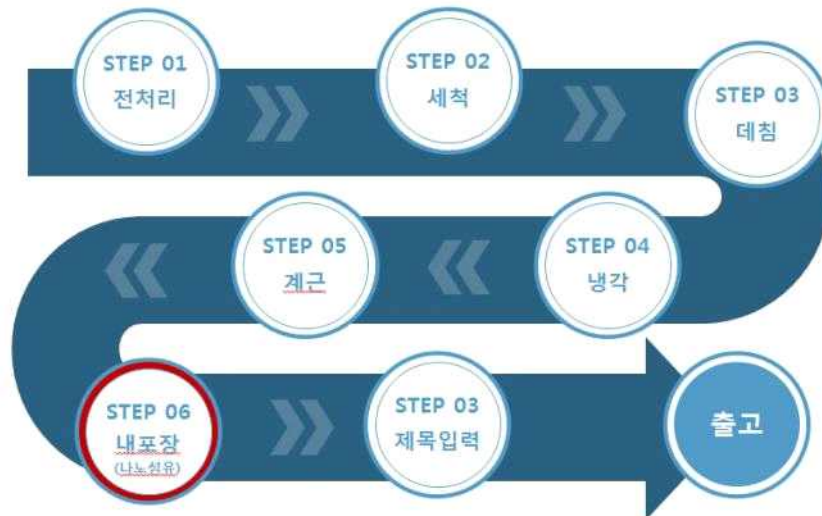 STEP 01
전처리
STEP 02
세척
STEP 03
데침
STEP 04
냉각
STEP 05
계근
STEP 06
내포장
(나노섬유)
STEP 03
제목입력
출고